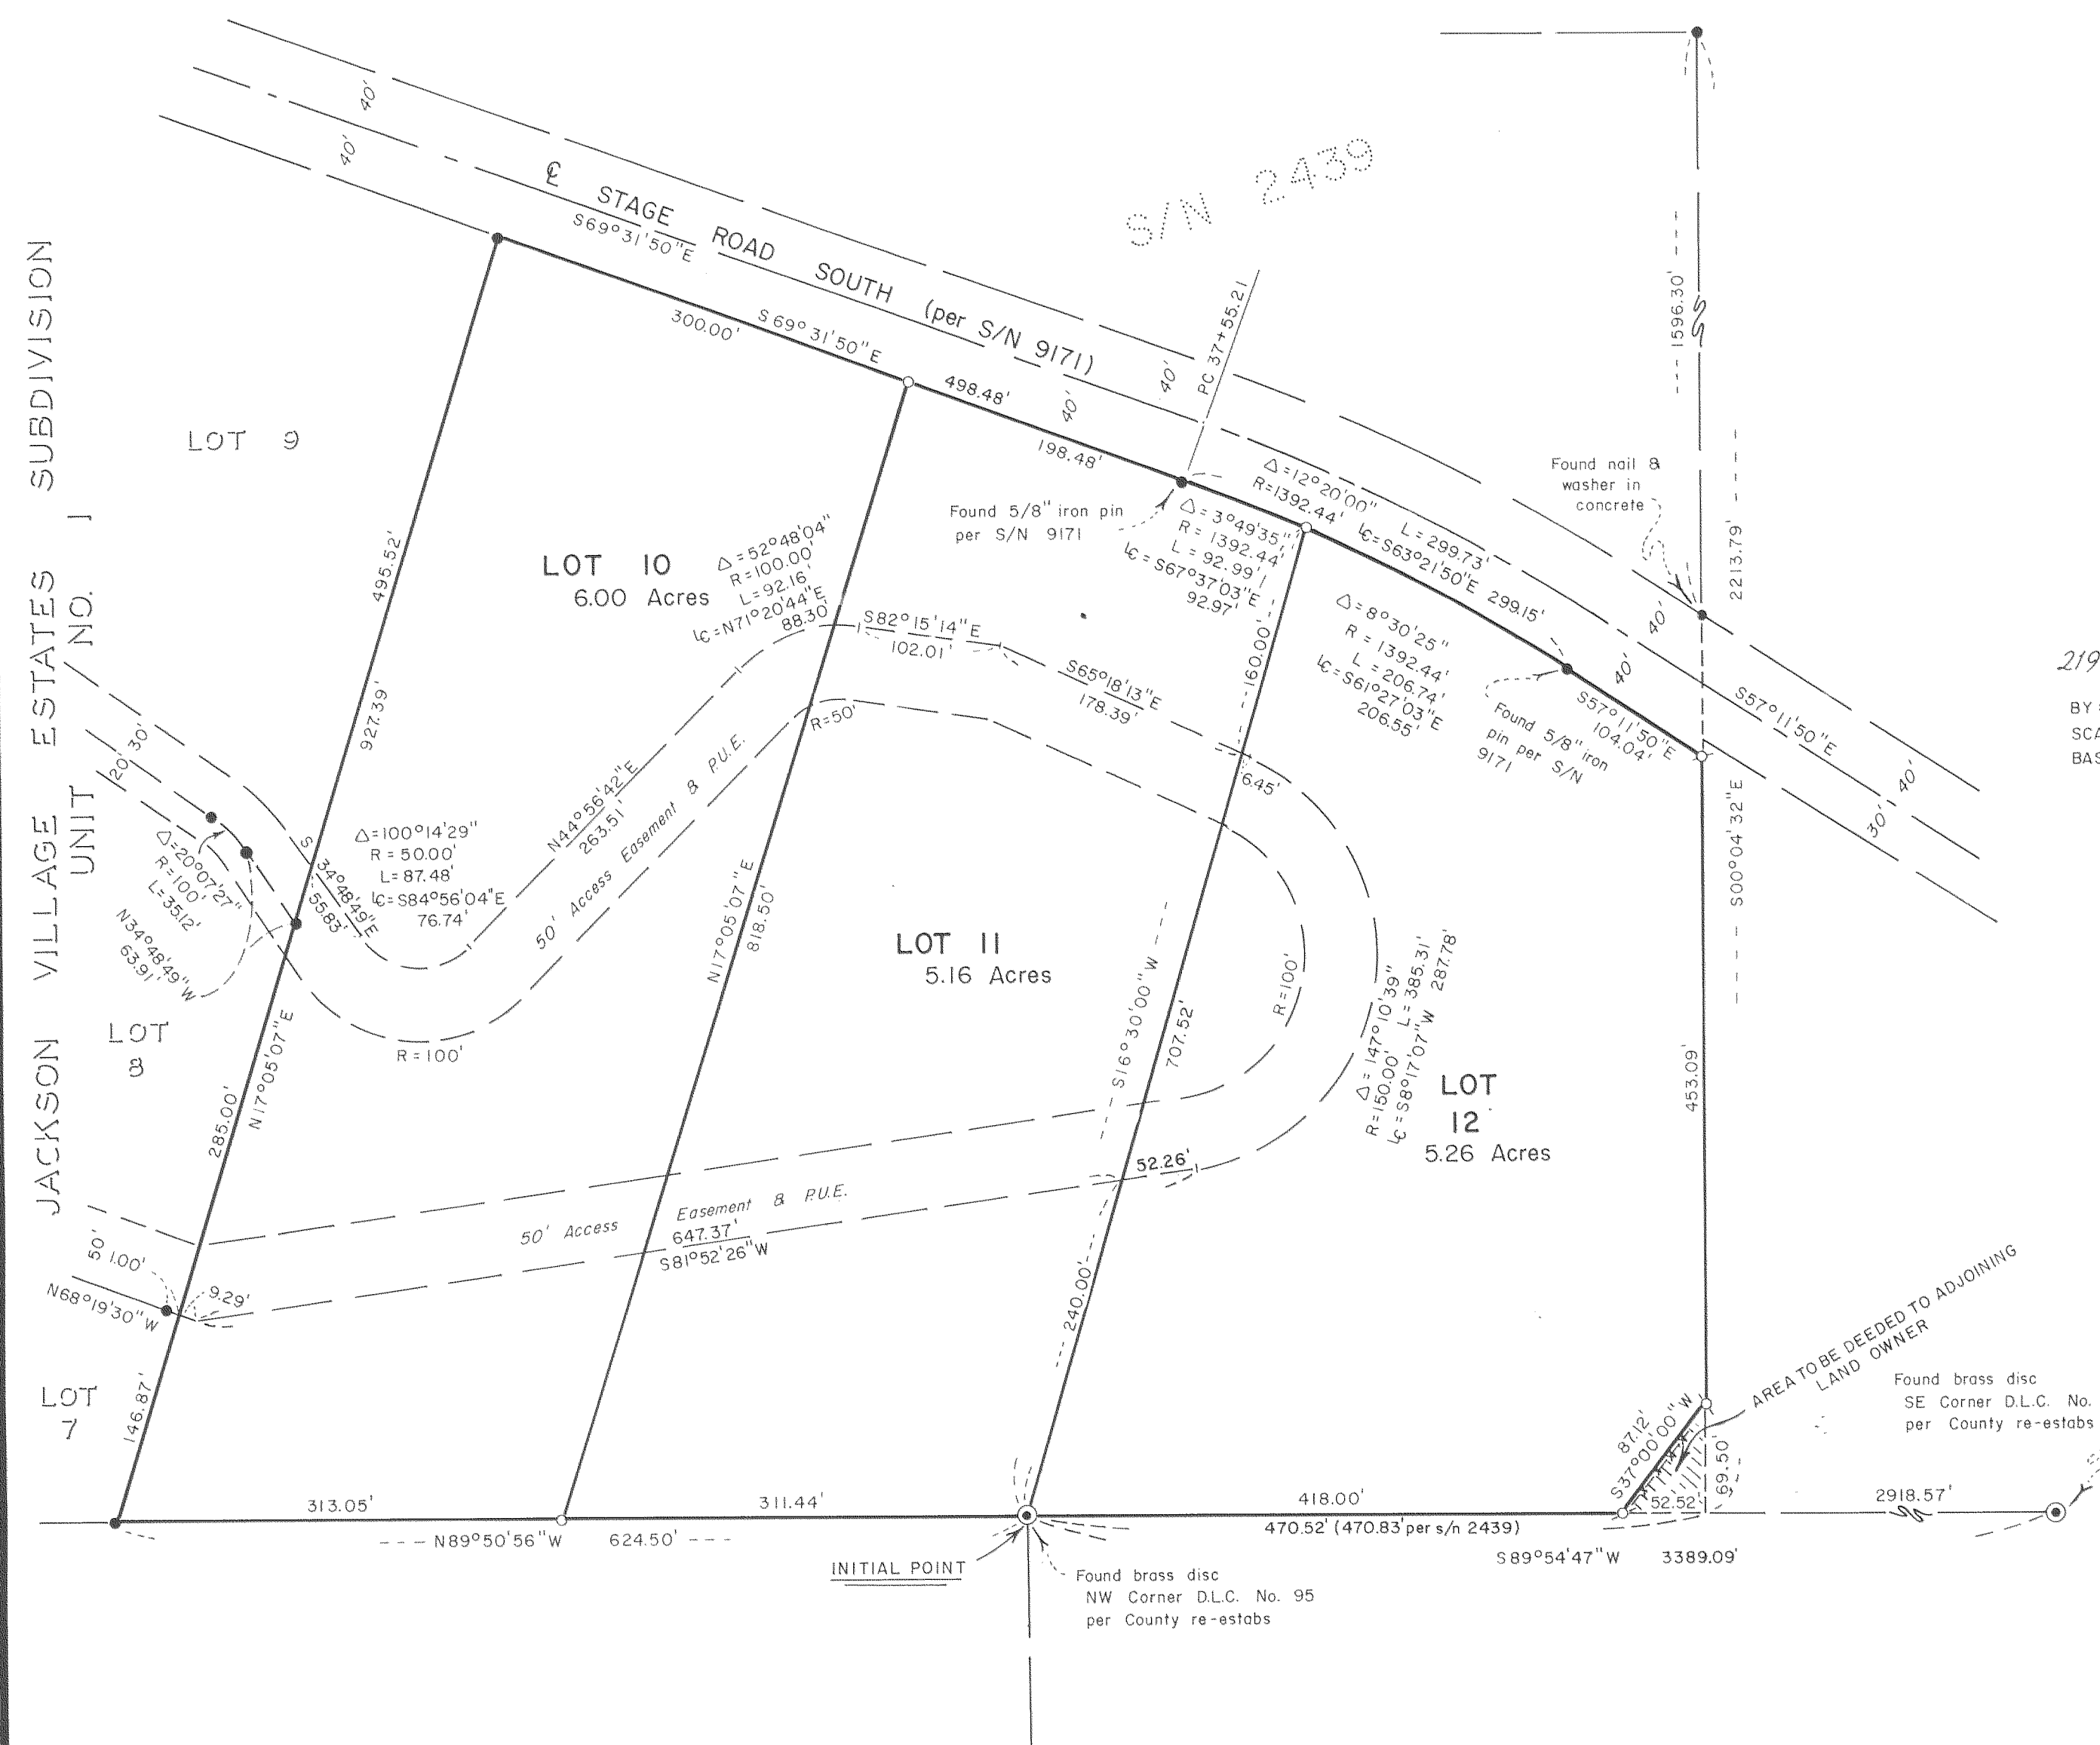 40'
40'
℄ STAGE ROAD SOUTH (per S/N 9171)
S69°31'50"E
S/N 2439
300.00'
S 69°31'50"E
498.48'
198.48'
40'
40'
PC 37+55.21
1596.30'
2213.79'
JACKSON VILLAGE ESTATES SUBDIVISION
UNIT NO. 1
LOT 9
495.52'
927.39'
LOT 10
6.00 Acres
Δ=52°48'04"
R=100.00'
L=92.16'
LC=N71°20'44"E
88.30'
Found 5/8" iron pin
per S/N 9171
Δ=3°49'35"
R=1392.44'
L=92.99'
LC=S67°37'03"E
92.97'
Δ=12°20'00"
R=1392.44'
L=299.73'
LC=S63°21'50"E 299.15'
Found nail &
washer in
concrete
Δ=8°30'25"
R=1392.44'
L=206.74'
LC=S61°27'03"E
206.55'
Found 5/8" iron
pin per S/N
9171
S57°11'50"E
104.04'
40'
40'
S57°11'50"E
40'
30'
219
BY
SCA
BAS
S82°15'14"E
102.01'
S65°18'13"E
178.39'
160.00'
6.45'
R=50'
20'
30'
Δ=20°07'27"
R=100'
L=35.12'
N34°48'49"W
63.91'
S 34°48'49"E
55.83'
Δ=100°14'29"
R=50.00'
L=87.48'
LC=S84°56'04"E
76.74'
N44°56'42"E
263.51'
50' Access Easement & P.U.E.
N17°05'07"E
818.50'
LOT 11
5.16 Acres
S16°30'00"W
707.52'
R=100'
Δ=147°10'39"
R=150.00'
L=385.31'
LC=S8°17'07"W 287.78'
S00°04'32"E
453.09'
LOT
8
R=100'
285.00'
N17°05'07"E
LOT
12
5.26 Acres
52.26'
50' Access Easement & P.U.E.
647.37'
S81°52'26"W
50'
1.00'
9.29'
N68°19'30"W
LOT
7
146.87'
240.00'
AREA TO BE DEEDED TO ADJOINING
LAND OWNER
87.12'
S37°00'00"W
69.50'
52.52'
Found brass disc
SE Corner D.L.C. No.
per County re-estabs
313.05'
311.44'
418.00'
2918.57'
N89°50'56"W 624.50'
470.52' (470.83' per s/n 2439)
S89°54'47"W 3389.09'
INITIAL POINT
Found brass disc
NW Corner D.L.C. No. 95
per County re-estabs